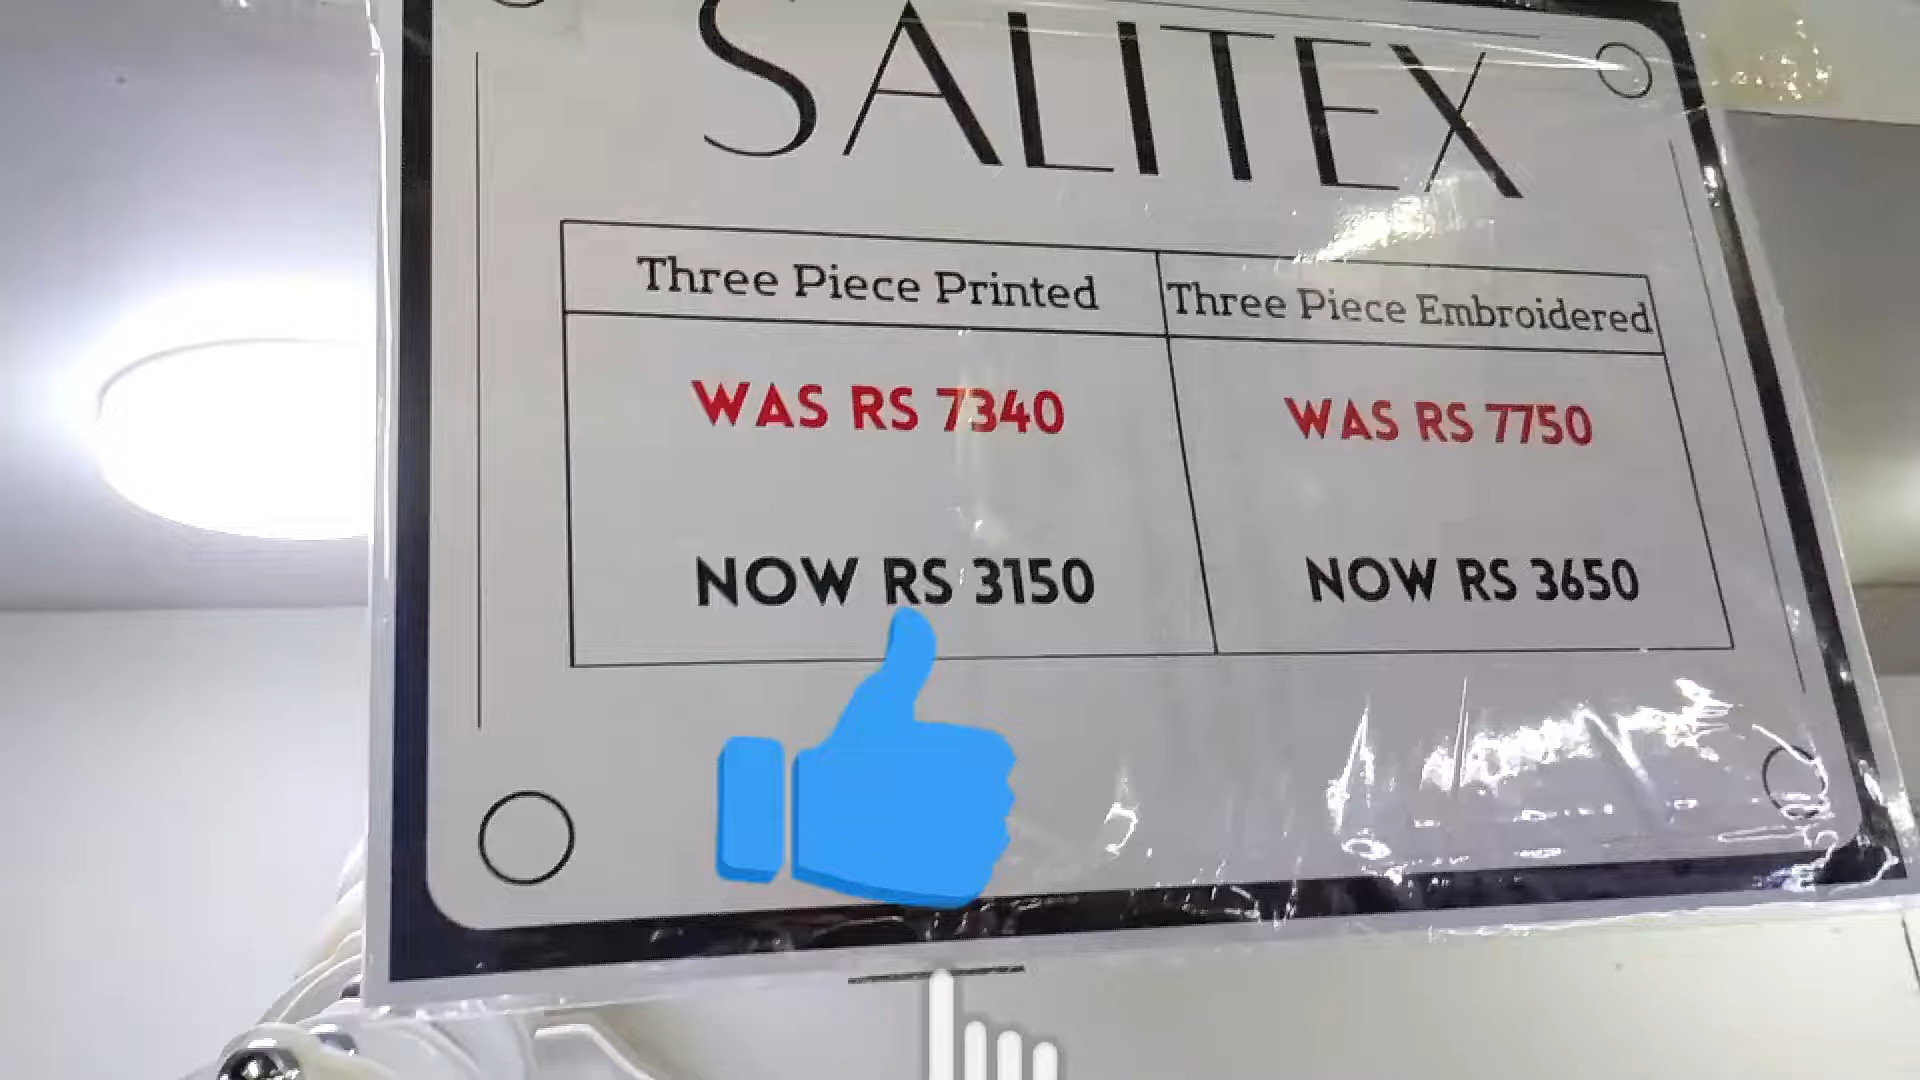 SALITEX
Three Piece Printed
Three Piece Embroidered
WAS RS 7340
WAS RS 7750
NOW RS 3150
NOW RS 3650